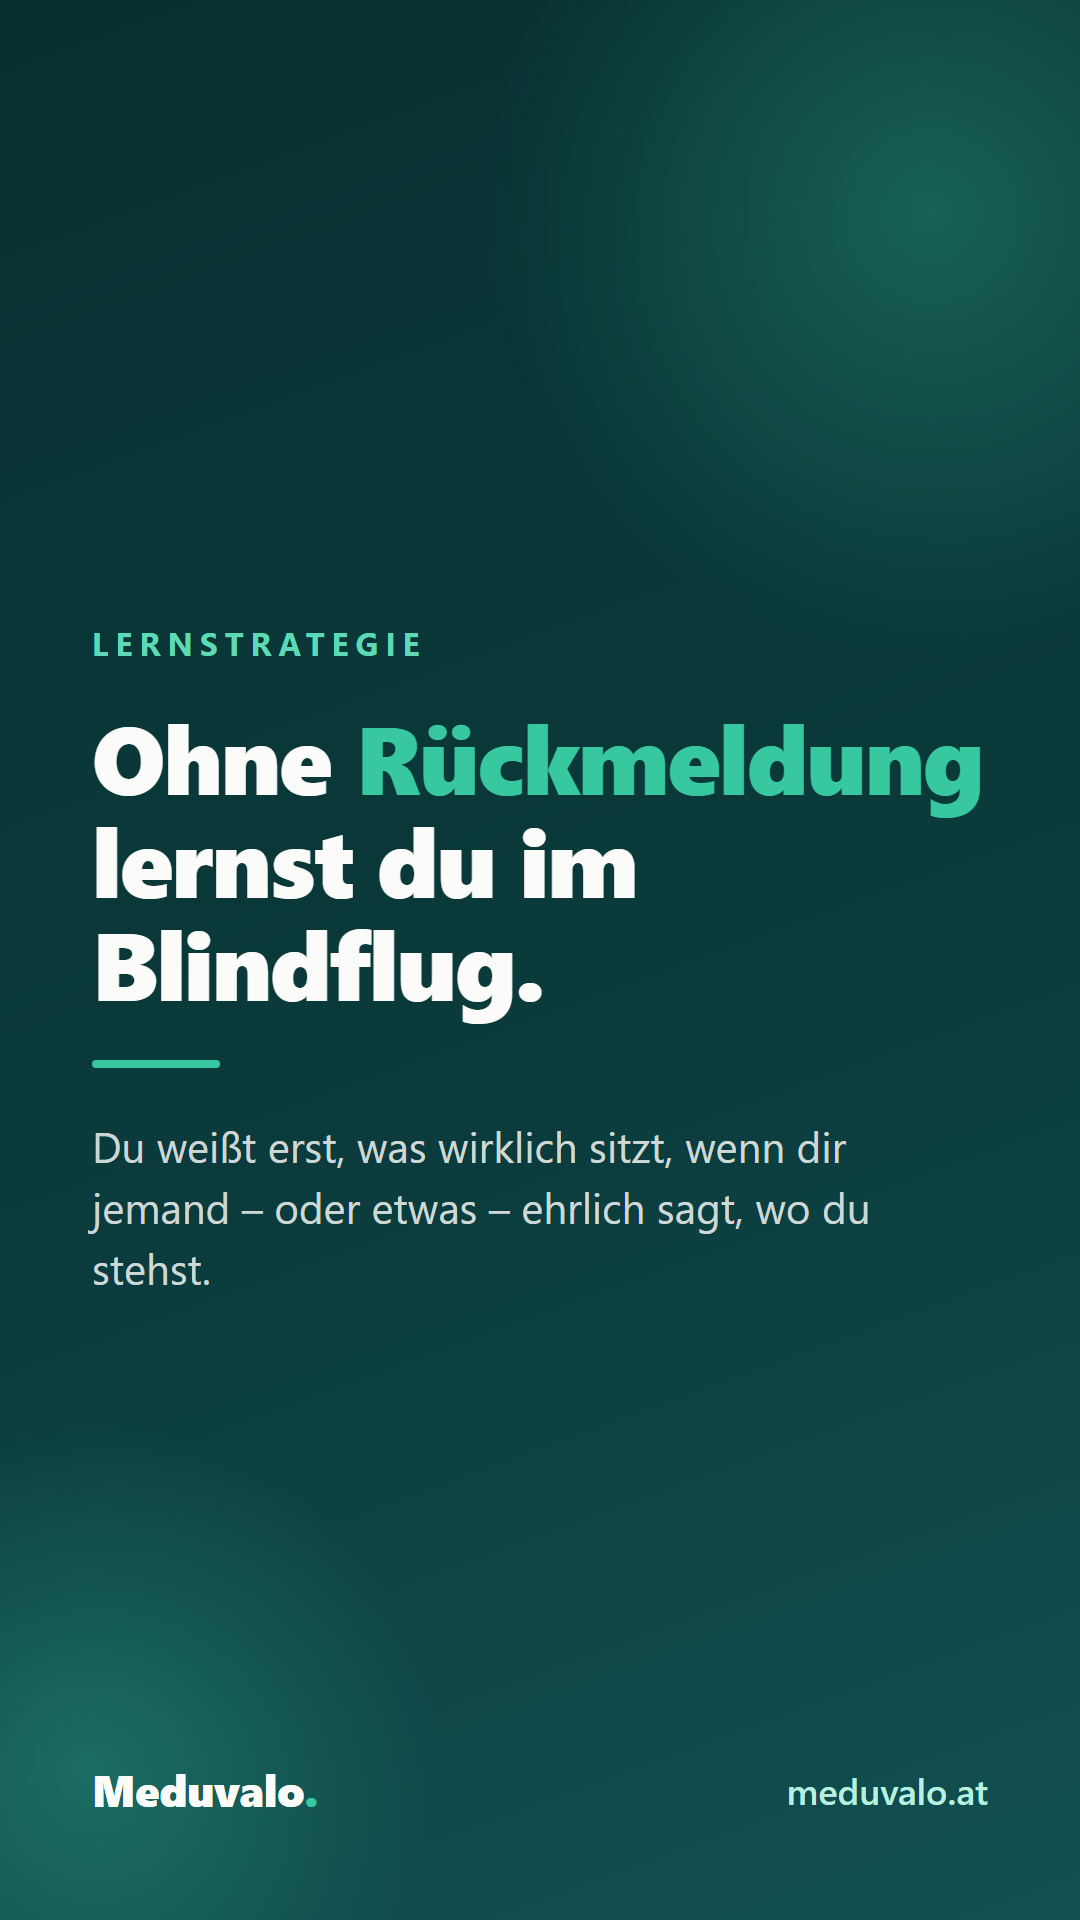 LERNSTRATEGIE
Ohne Rückmeldung
lernst du im
Blindflug.
Du weißt erst, was wirklich sitzt, wenn dir
jemand – oder etwas – ehrlich sagt, wo du
stehst.
Meduvalo.
meduvalo.at